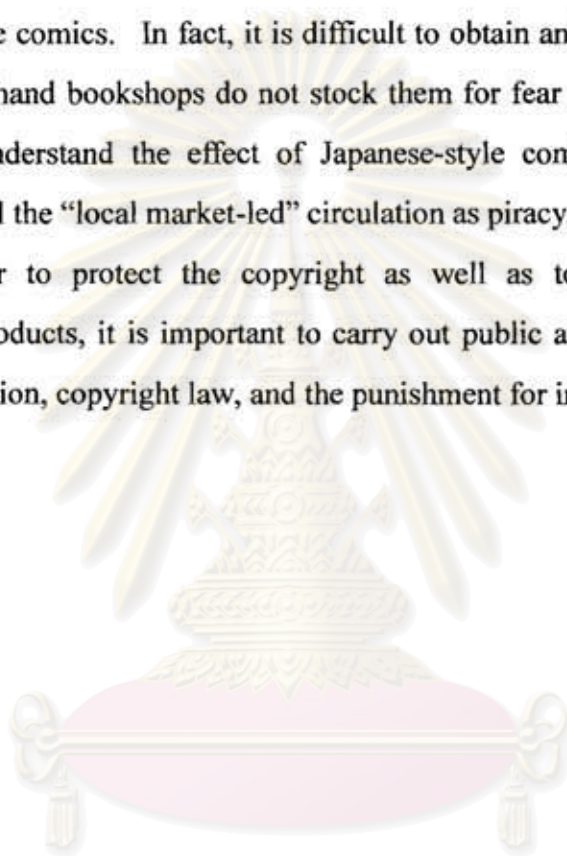 e comics. In fact, it is difficult to obtain an
hand bookshops do not stock them for fear
nderstand the effect of Japanese-style com
l the “local market-led” circulation as piracy
r to protect the copyright as well as to
oducts, it is important to carry out public a
ion, copyright law, and the punishment for in